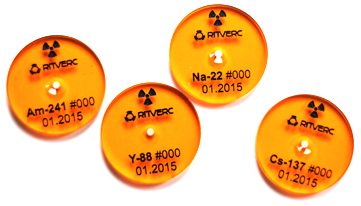 RITVERC
Am-241 #000
01.2015
RITVERC
Na-22 #000
01.2015
RITVERC
Y-88 #000
01.2015
RITVERC
Cs-137 #000
01.2015